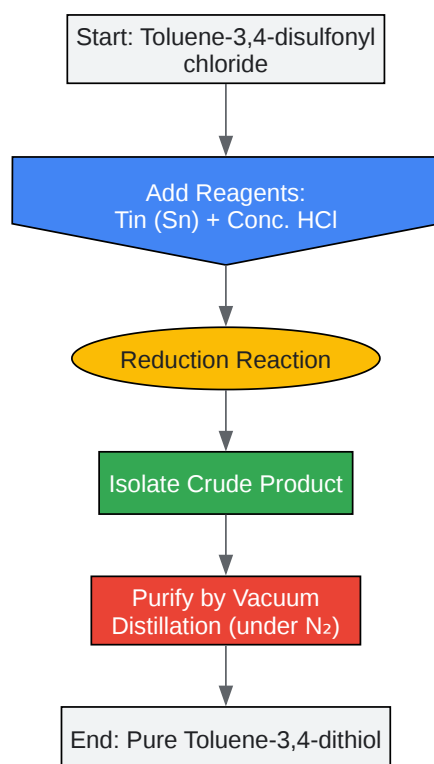 Start: Toluene-3,4-disulfonyl
chloride
Add Reagents:
Tin (Sn) + Conc. HCl
Reduction Reaction
Isolate Crude Product
Purify by Vacuum
Distillation (under N₂)
End: Pure Toluene-3,4-dithiol